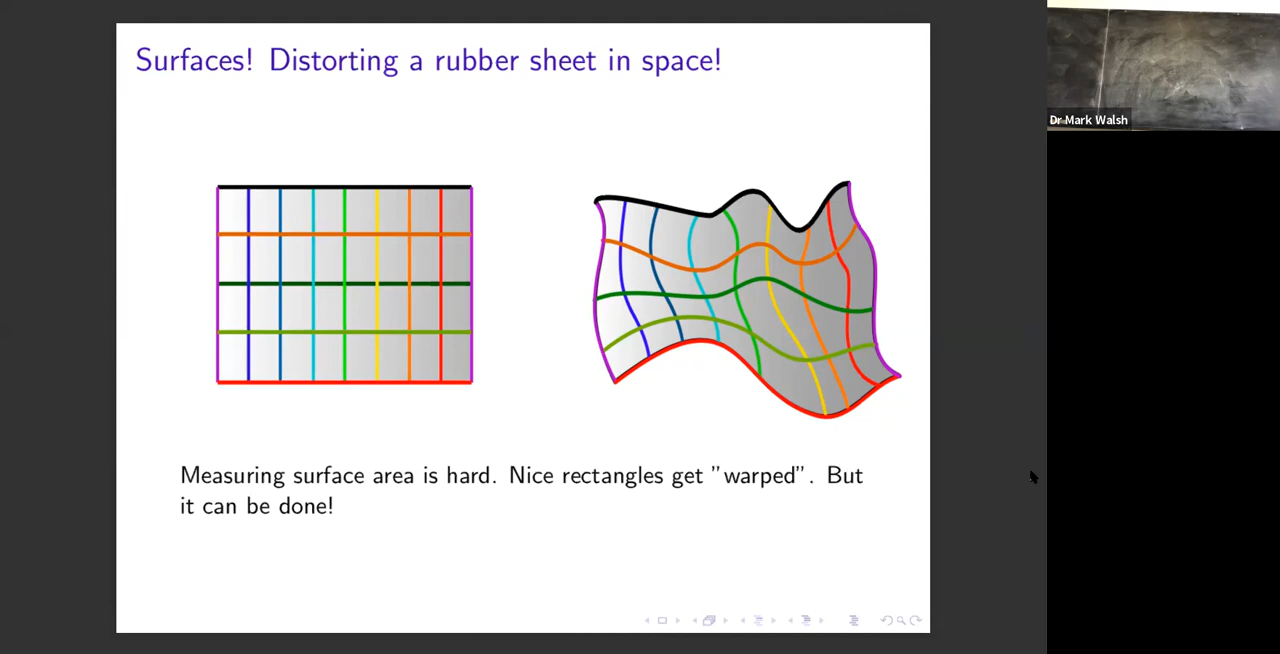 Surfaces! Distorting a rubber sheet in space!
Dr Mark Walsh
Measuring surface area is hard. Nice rectangles get ”warped”. But
it can be done!